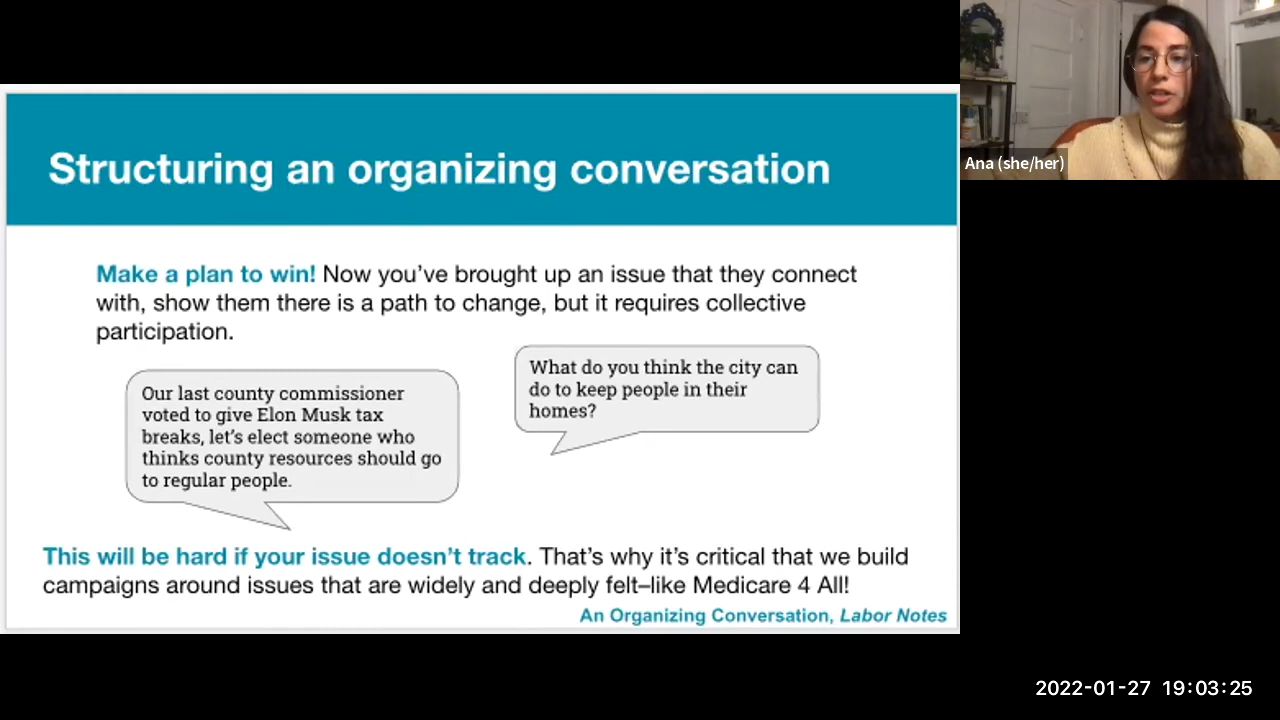 Structuring an organizing conversation
Ana (she/her)
Make a plan to win! Now you’ve brought up an issue that they connect
with, show them there is a path to change, but it requires collective
participation.
Our last county commissioner
voted to give Elon Musk tax
breaks, let’s elect someone who
thinks county resources should go
to regular people.
What do you think the city can
do to keep people in their
homes?
This will be hard if your issue doesn’t track. That’s why it’s critical that we build
campaigns around issues that are widely and deeply felt–like Medicare 4 All!
An Organizing Conversation, Labor Notes
2022-01-27 19:03:25